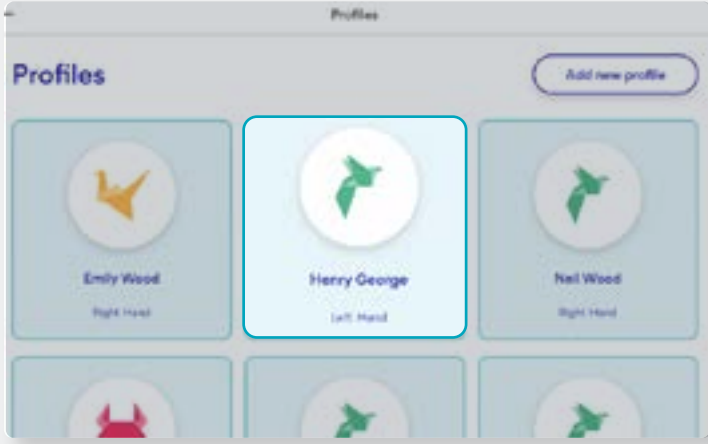 Profiles
Profiles
Add new profile
Emily Wood
Henry George
Neil Wood
Right Hand
Left Hand
Right Hand